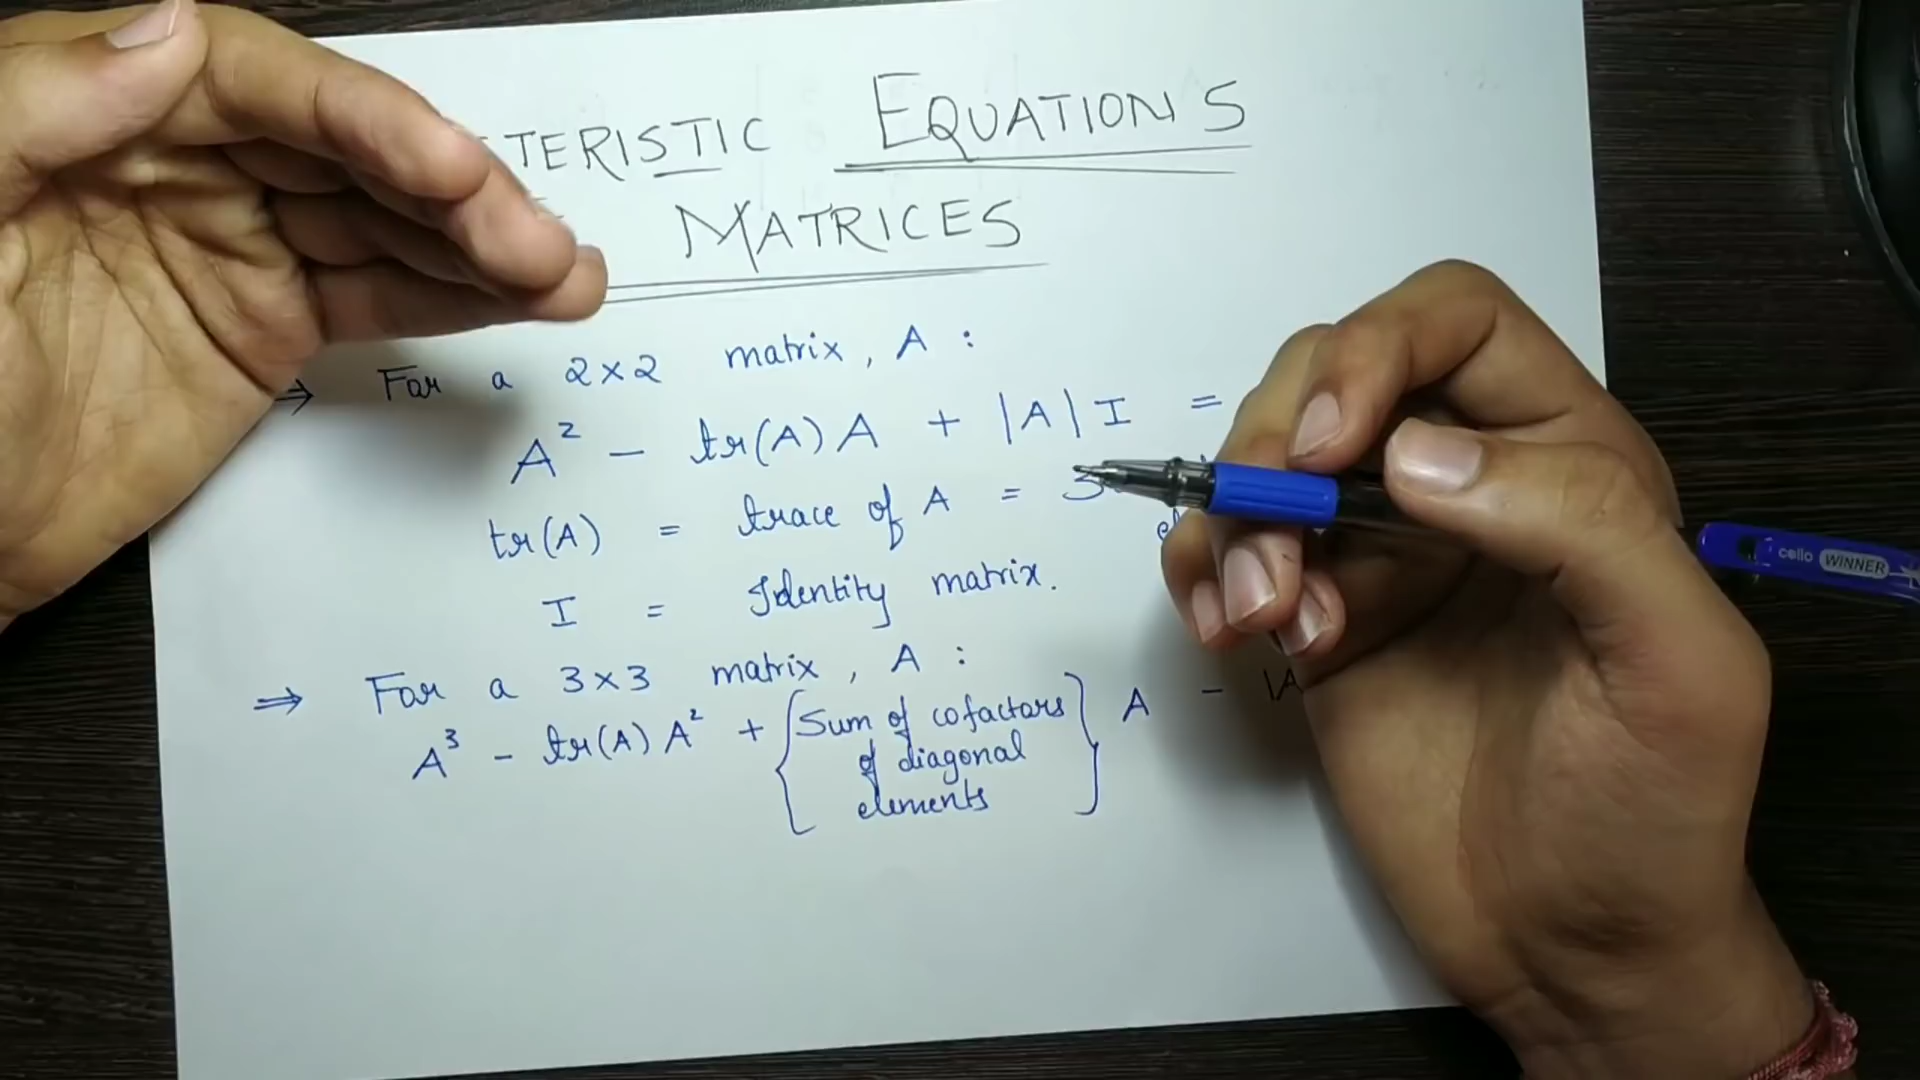 TERISTIC EQUATIONS
MATRICES
⇒ For a 2×2 matrix, A :
A² - tr(A) A + |A| I =
tr(A) = trace of A =
I = Identity matrix.
⇒ For a 3×3 matrix, A :
A³ - tr(A) A² + {Sum of cofactors of diagonal elements} A - |A
cello WINNER